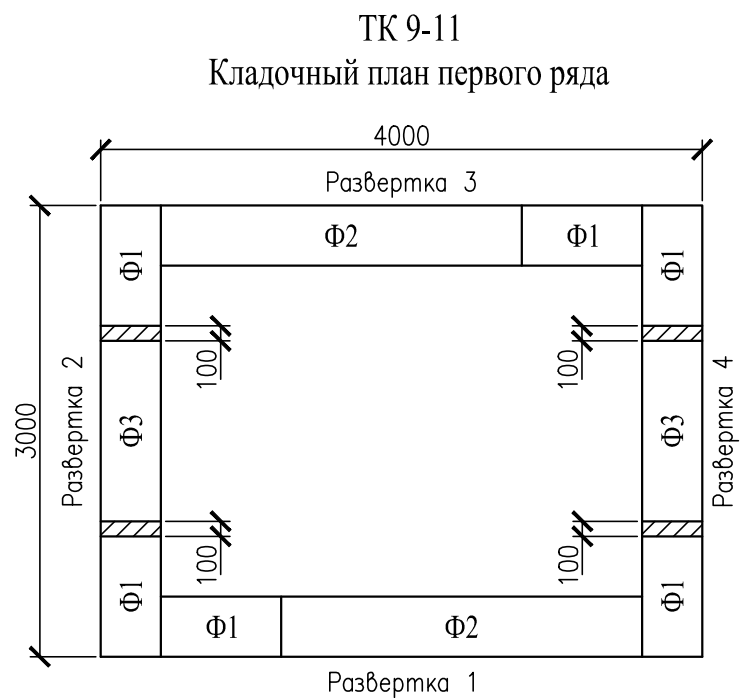 ТК 9-11
Кладочный план первого ряда
4000
Развертка 3
Ф1
Ф2
Ф1
Ф1
100
100
3000
Развертка 2
Ф3
Ф3
Развертка 4
100
100
Ф1
Ф1
Ф2
Ф1
Развертка 1